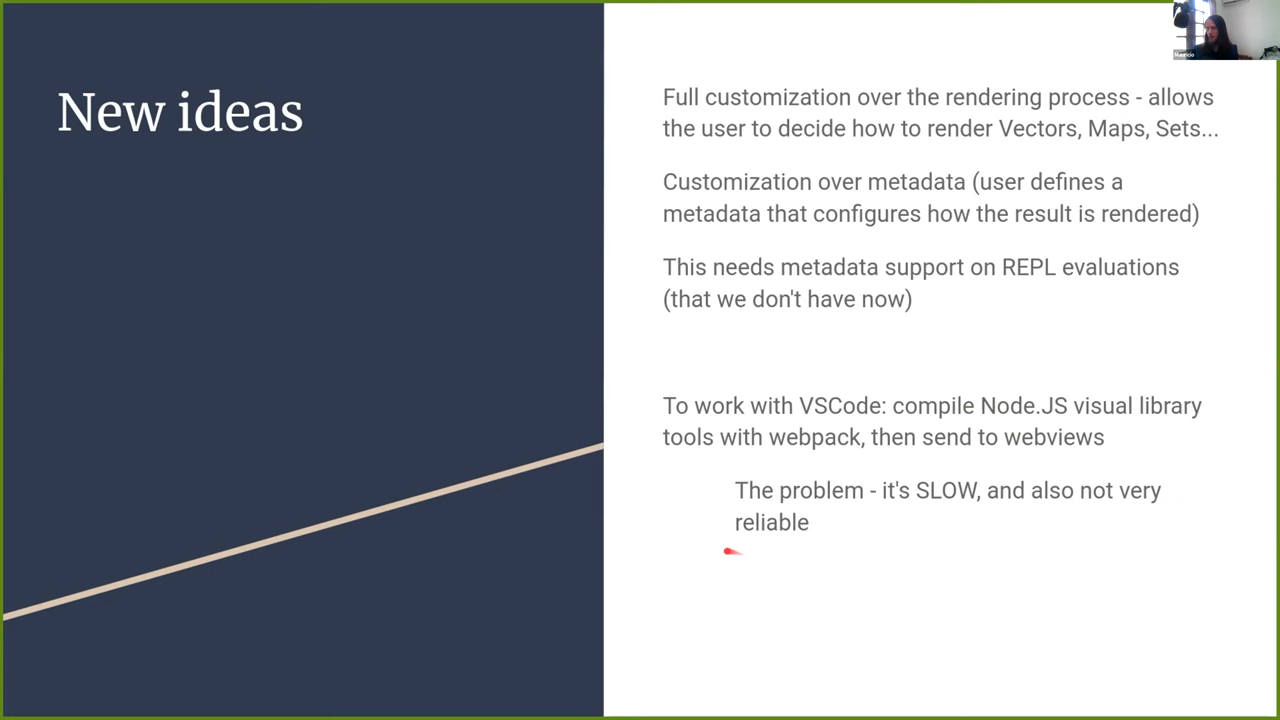 New ideas
Full customization over the rendering process - allows
the user to decide how to render Vectors, Maps, Sets...
Customization over metadata (user defines a
metadata that configures how the result is rendered)
This needs metadata support on REPL evaluations
(that we don't have now)
To work with VSCode: compile Node.JS visual library
tools with webpack, then send to webviews
The problem - it's SLOW, and also not very
reliable
Mauricio